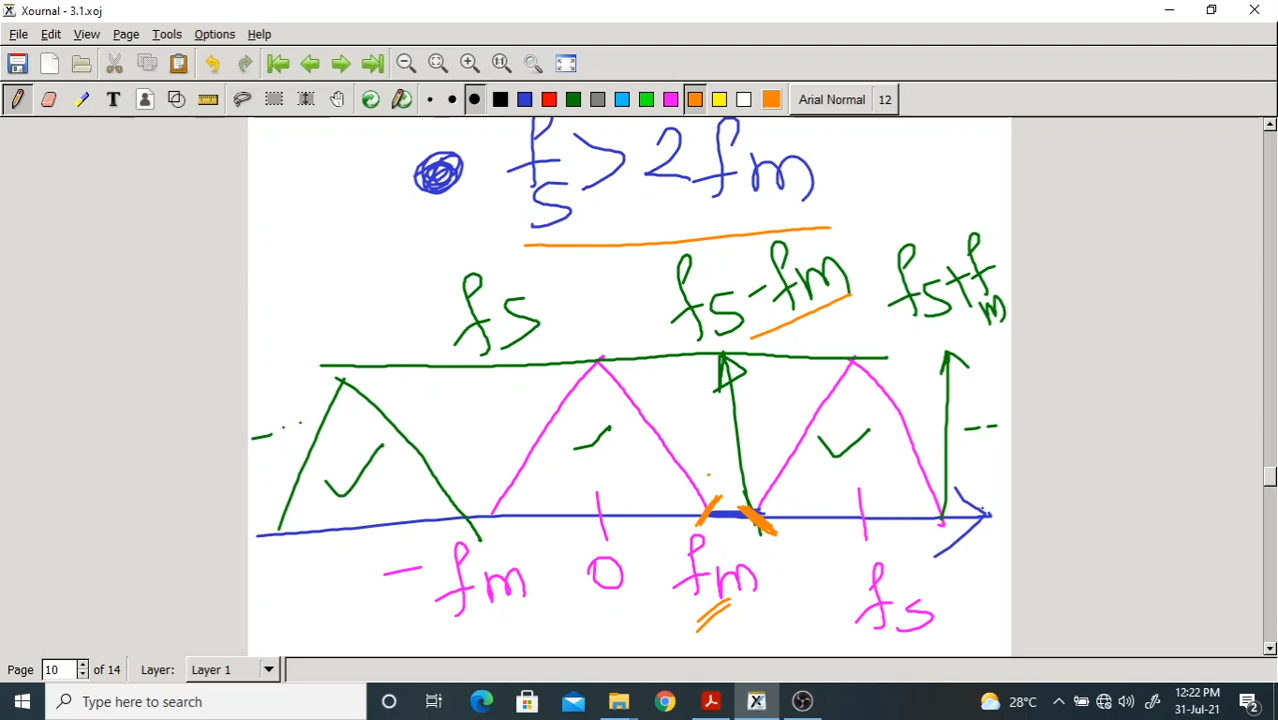 Xournal - 3.1.xoj
File Edit View Page Tools Options Help
Arial Normal 12
fs > 2fm
fs fs-fm fs+fm
-fm 0 fm fs
Page 10 of 14 Layer: Layer 1
Type here to search
28°C 12:22 PM
31-Jul-21
2